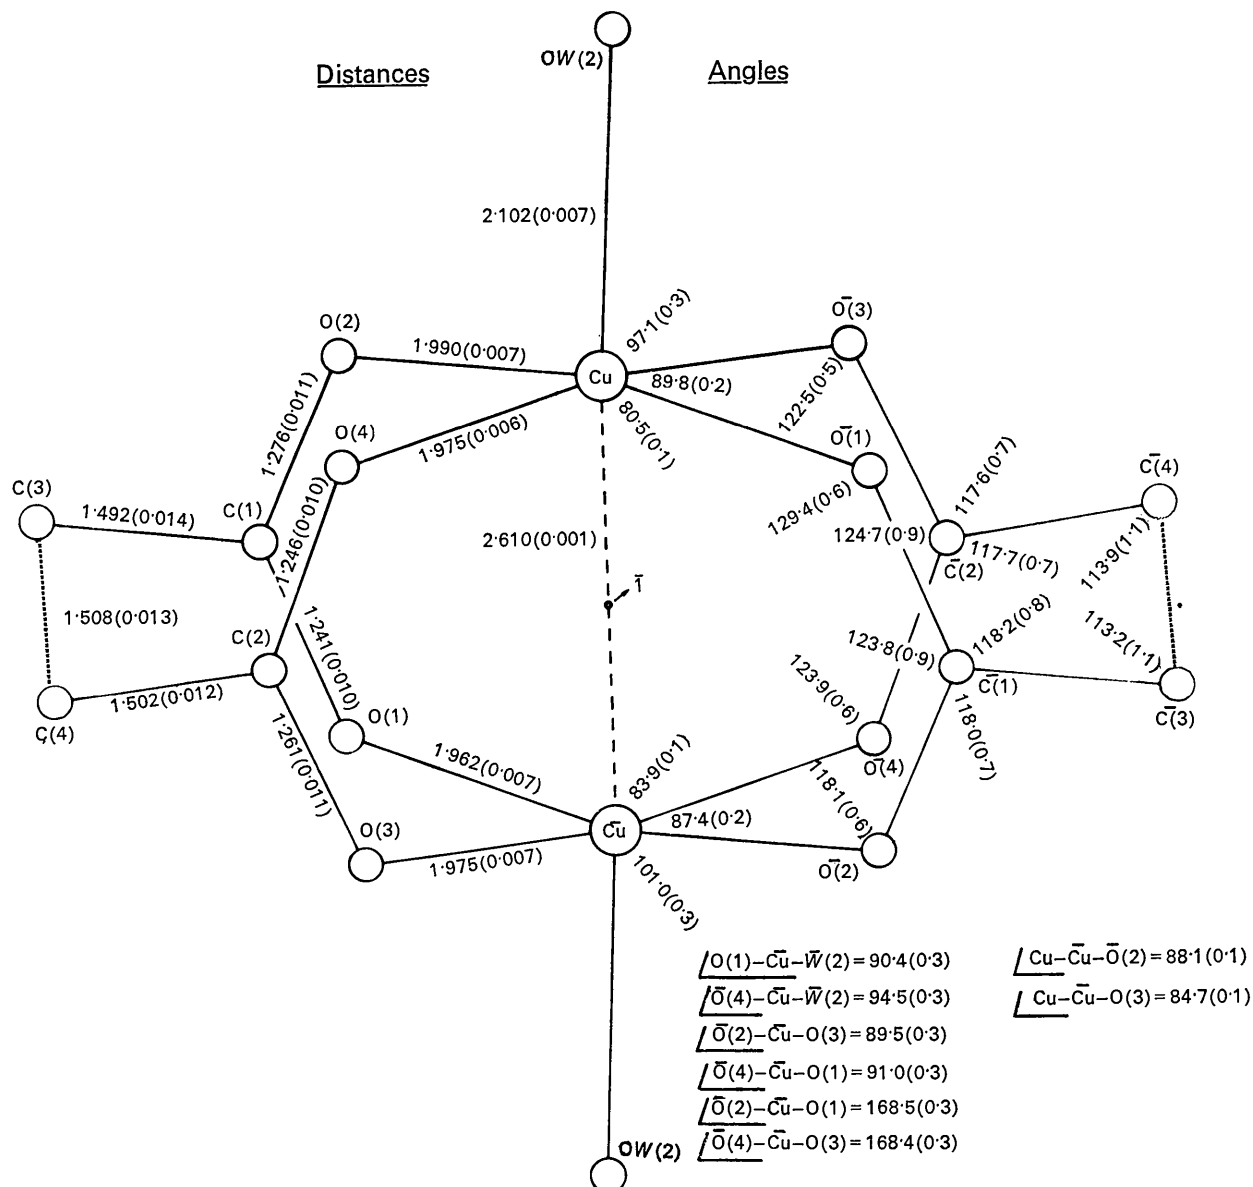 ŌW(2)
Distances
Angles
2·102(0·007)
97·1(0·3)
Ō(3)
O(2)
1·990(0·007)
Cu
89·8(0·2)
122·5(0·5)
1·276(0·011)
O(4)
1·975(0·006)
80·5(0·1)
Ō(1)
C(3)
1·492(0·014)
C(1)
1·246(0·010)
2·610(0·001)
129·4(0·6)
124·7(0·9)
117·6(0·7)
C̄(4)
C̄(2)
117·7(0·7)
113·9(1·1)
1̄
1·508(0·013)
C(2)
1·241(0·010)
123·8(0·9)
118·2(0·8)
113·2(1·1)
C̄(1)
C̄(3)
1·502(0·012)
C(4)
O(1)
123·9(0·6)
1·261(0·011)
1·962(0·007)
83·9(0·1)
Ō(4)
118·0(0·7)
118·1(0·6)
O(3)
C̄u
87·4(0·2)
1·975(0·007)
Ō(2)
101·0(0·3)
∠O(1)–C̄u–W̄(2)=90·4(0·3)
∠Cu–C̄u–Ō(2)=88·1(0·1)
∠Ō(4)–C̄u–W̄(2)=94·5(0·3)
∠Cu–C̄u–O(3)=84·7(0·1)
∠Ō(2)–C̄u–O(3)=89·5(0·3)
∠Ō(4)–C̄u–O(1)=91·0(0·3)
∠Ō(2)–C̄u–O(1)=168·5(0·3)
∠Ō(4)–C̄u–O(3)=168·4(0·3)
ŌW(2)